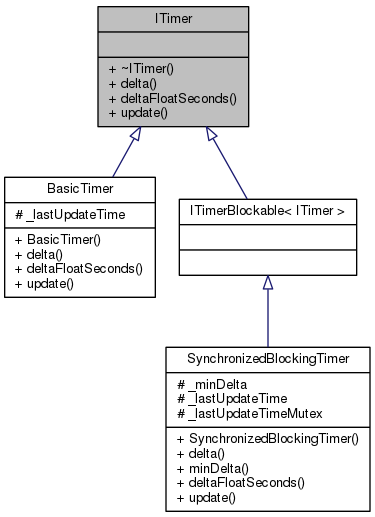 ITimer
+ ~ITimer()
+ delta()
+ deltaFloatSeconds()
+ update()
BasicTimer
# _lastUpdateTime
+ BasicTimer()
+ delta()
+ deltaFloatSeconds()
+ update()
ITimerBlockable< ITimer >
SynchronizedBlockingTimer
# _minDelta
# _lastUpdateTime
# _lastUpdateTimeMutex
+ SynchronizedBlockingTimer()
+ delta()
+ minDelta()
+ deltaFloatSeconds()
+ update()